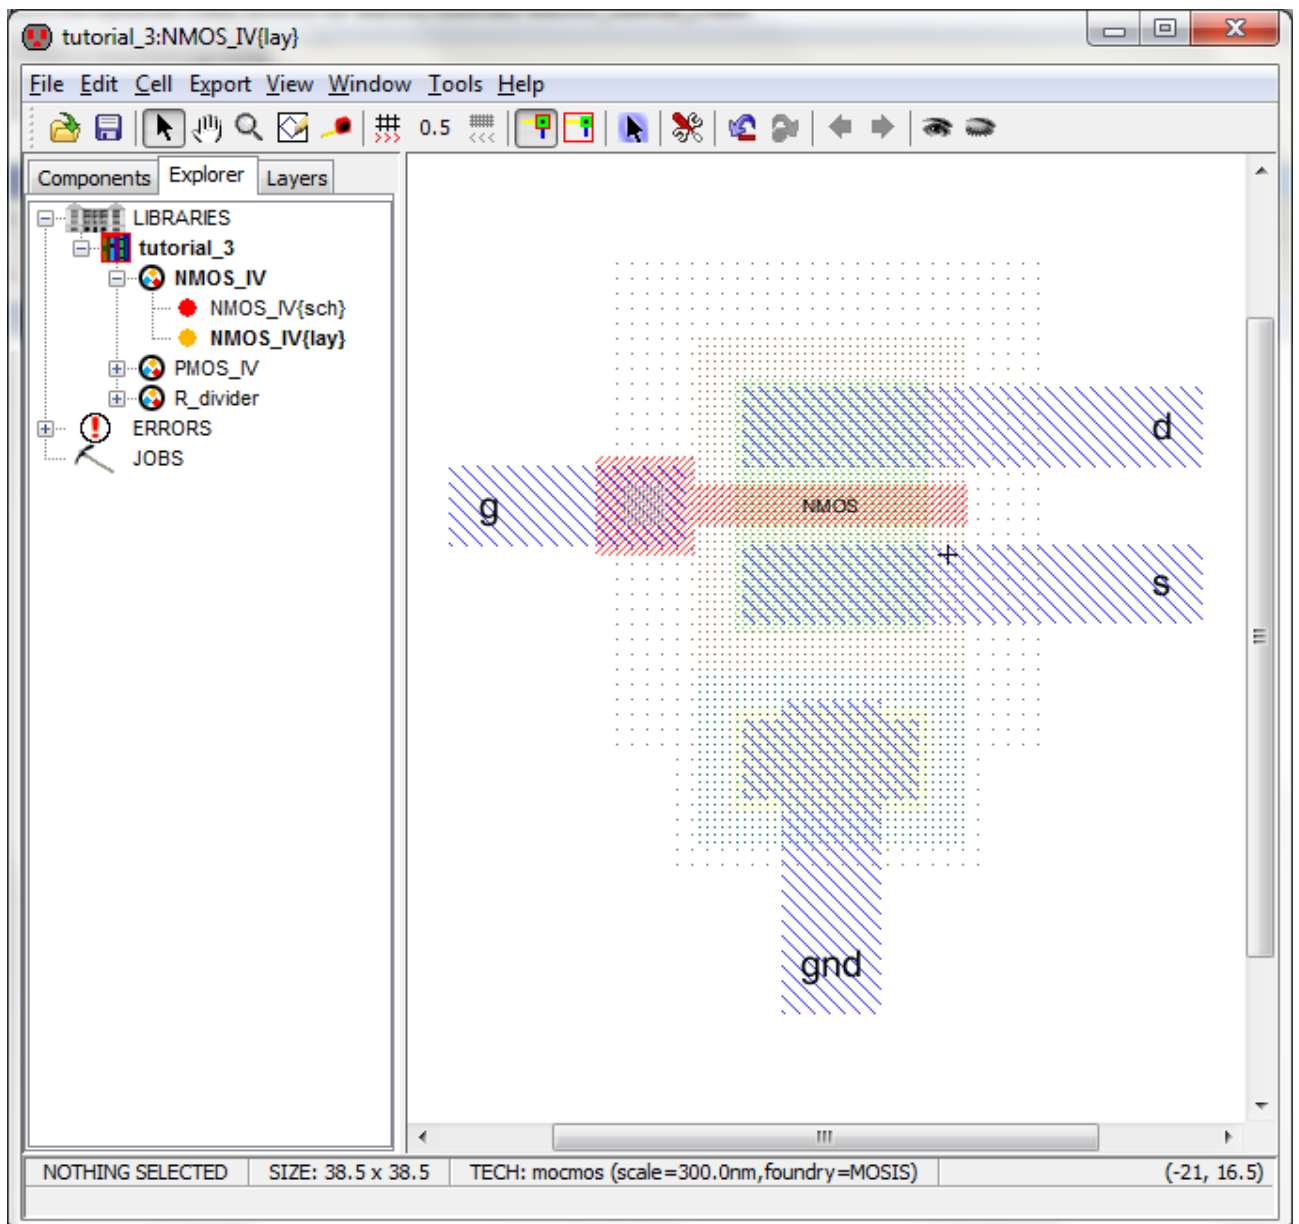 tutorial_3:NMOS_IV{lay}
File Edit Cell Export View Window Tools Help
0.5
Components Explorer Layers
LIBRARIES
tutorial_3
NMOS_IV
NMOS_IV{sch}
NMOS_IV{lay}
PMOS_IV
R_divider
ERRORS
JOBS
d
g
NMOS
s
gnd
NOTHING SELECTED SIZE: 38.5 x 38.5 TECH: mocmos (scale=300.0nm,foundry=MOSIS) (-21, 16.5)